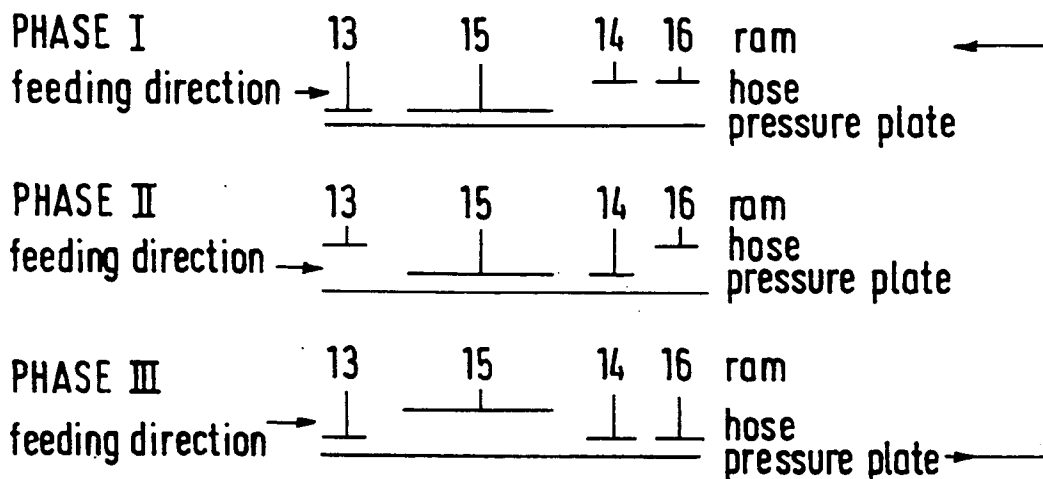 PHASE I 13 15 14 16 ram
feeding direction hose
pressure plate
PHASE II 13 15 14 16 ram
feeding direction hose
pressure plate
PHASE III 13 15 14 16 ram
feeding direction hose
pressure plate